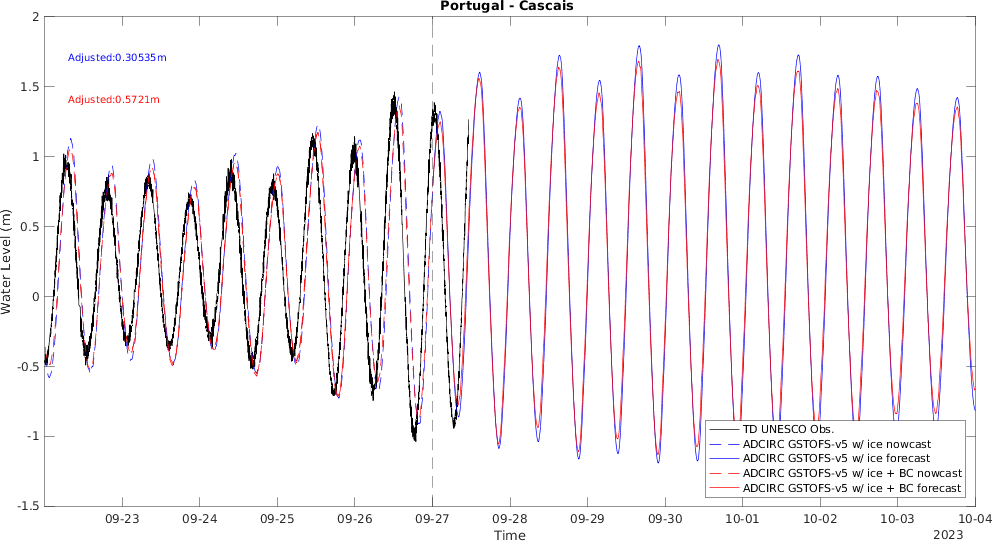 Portugal - Cascais
2
1.5
1
0.5
0
-0.5
-1
-1.5
Water Level (m)
Adjusted:0.30535m
Adjusted:0.5721m
TD UNESCO Obs.
ADCIRC GSTOFS-v5 w/ ice nowcast
ADCIRC GSTOFS-v5 w/ ice forecast
ADCIRC GSTOFS-v5 w/ ice + BC nowcast
ADCIRC GSTOFS-v5 w/ ice + BC forecast
09-23 09-24 09-25 09-26 09-27 09-28 09-29 09-30 10-01 10-02 10-03 10-04
Time
2023